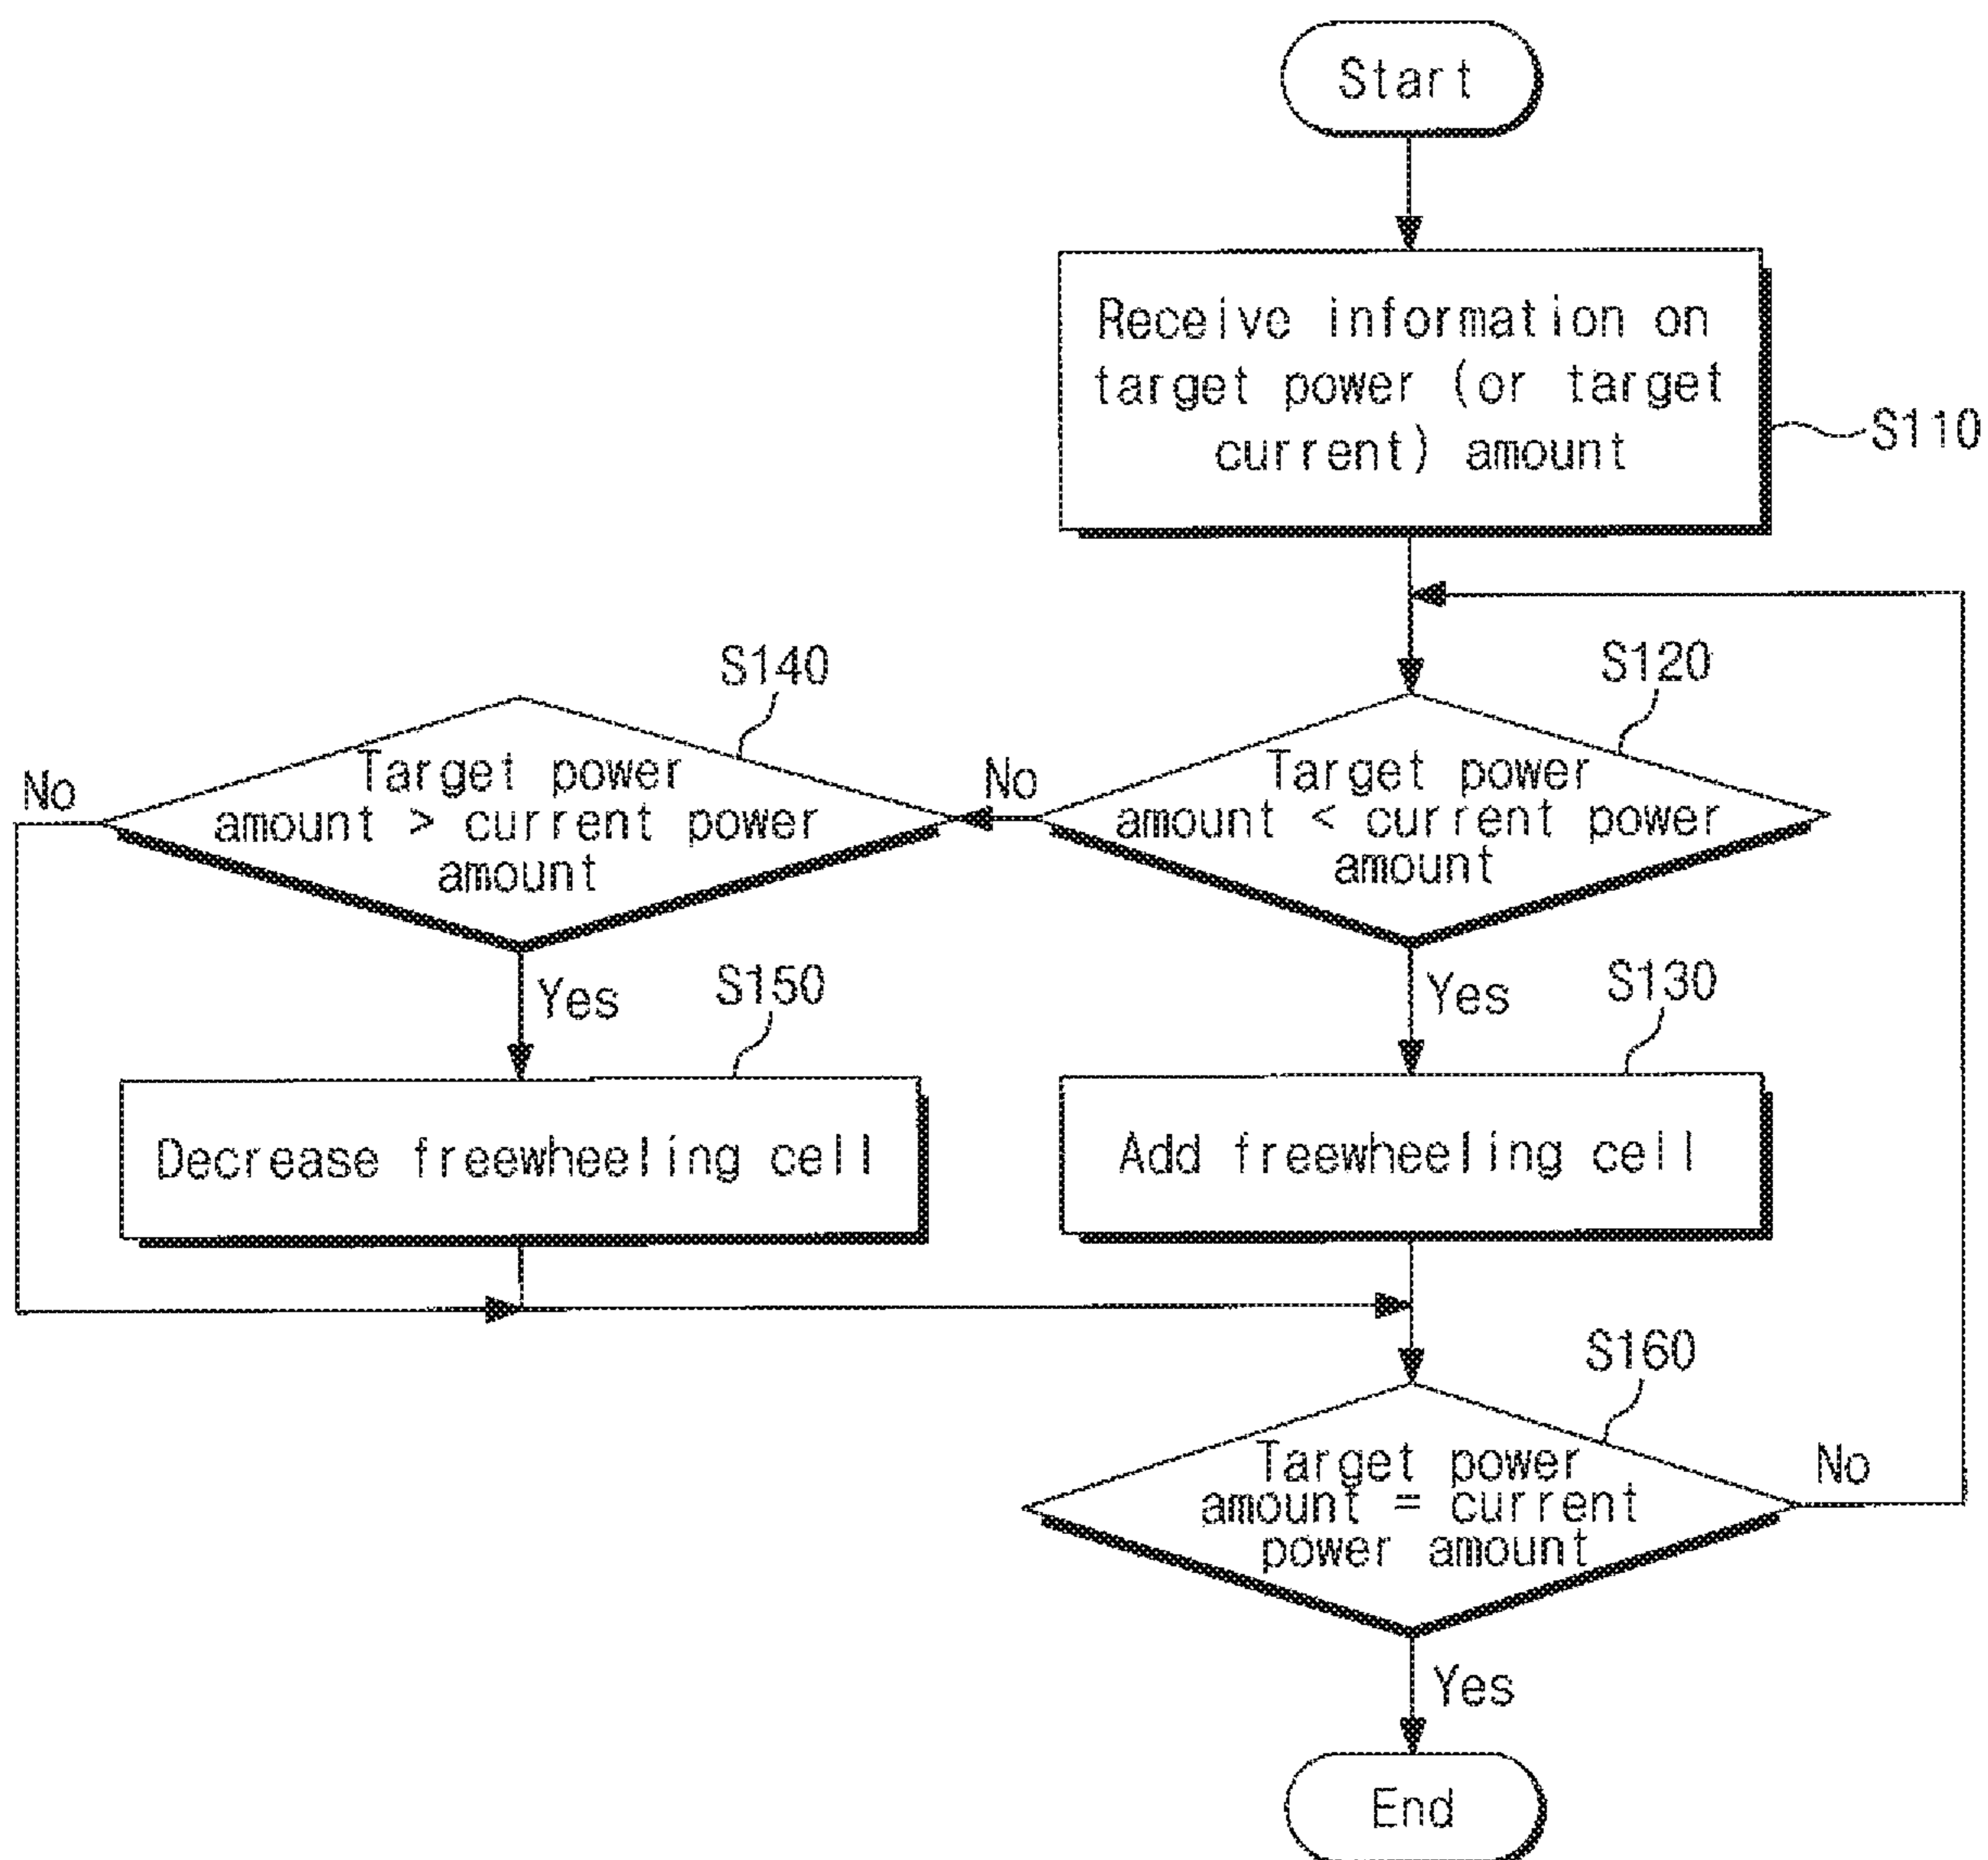 Start
Receive information on
target power (or target
current) amount
S110
S120
Target power
amount < current power
amount
No
Yes
S140
Target power
amount > current power
amount
No
Yes
S150
Decrease freewheeling cell
S130
Add freewheeling cell
S160
Target power
amount = current
power amount
No
Yes
End